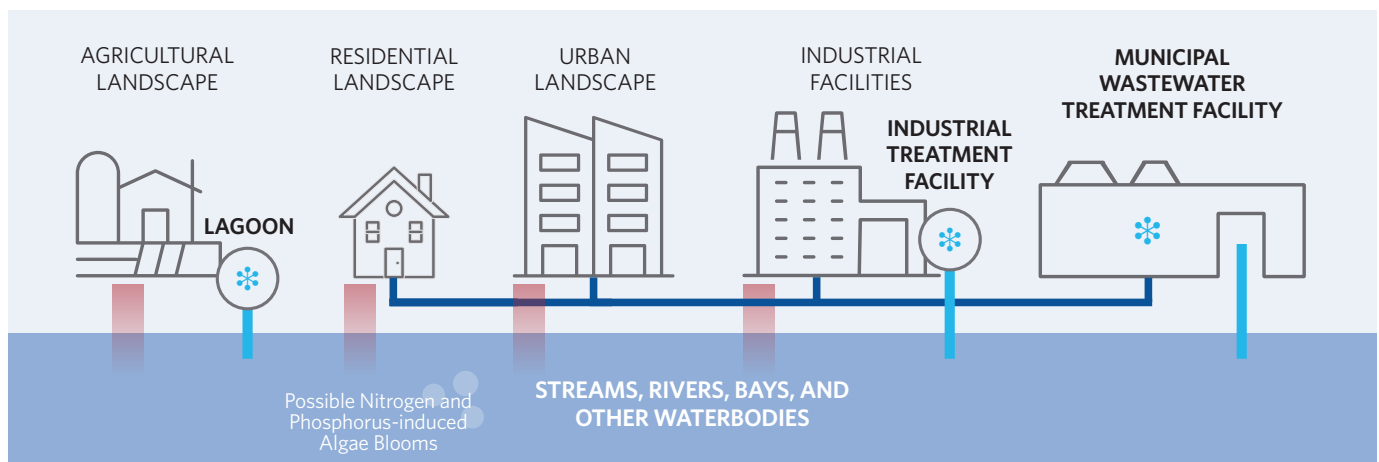 AGRICULTURAL
LANDSCAPE
RESIDENTIAL
LANDSCAPE
URBAN
LANDSCAPE
INDUSTRIAL
FACILITIES
MUNICIPAL
WASTEWATER
TREATMENT FACILITY
LAGOON
INDUSTRIAL
TREATMENT
FACILITY
Possible Nitrogen and
Phosphorus-induced
Algae Blooms
STREAMS, RIVERS, BAYS, AND
OTHER WATERBODIES